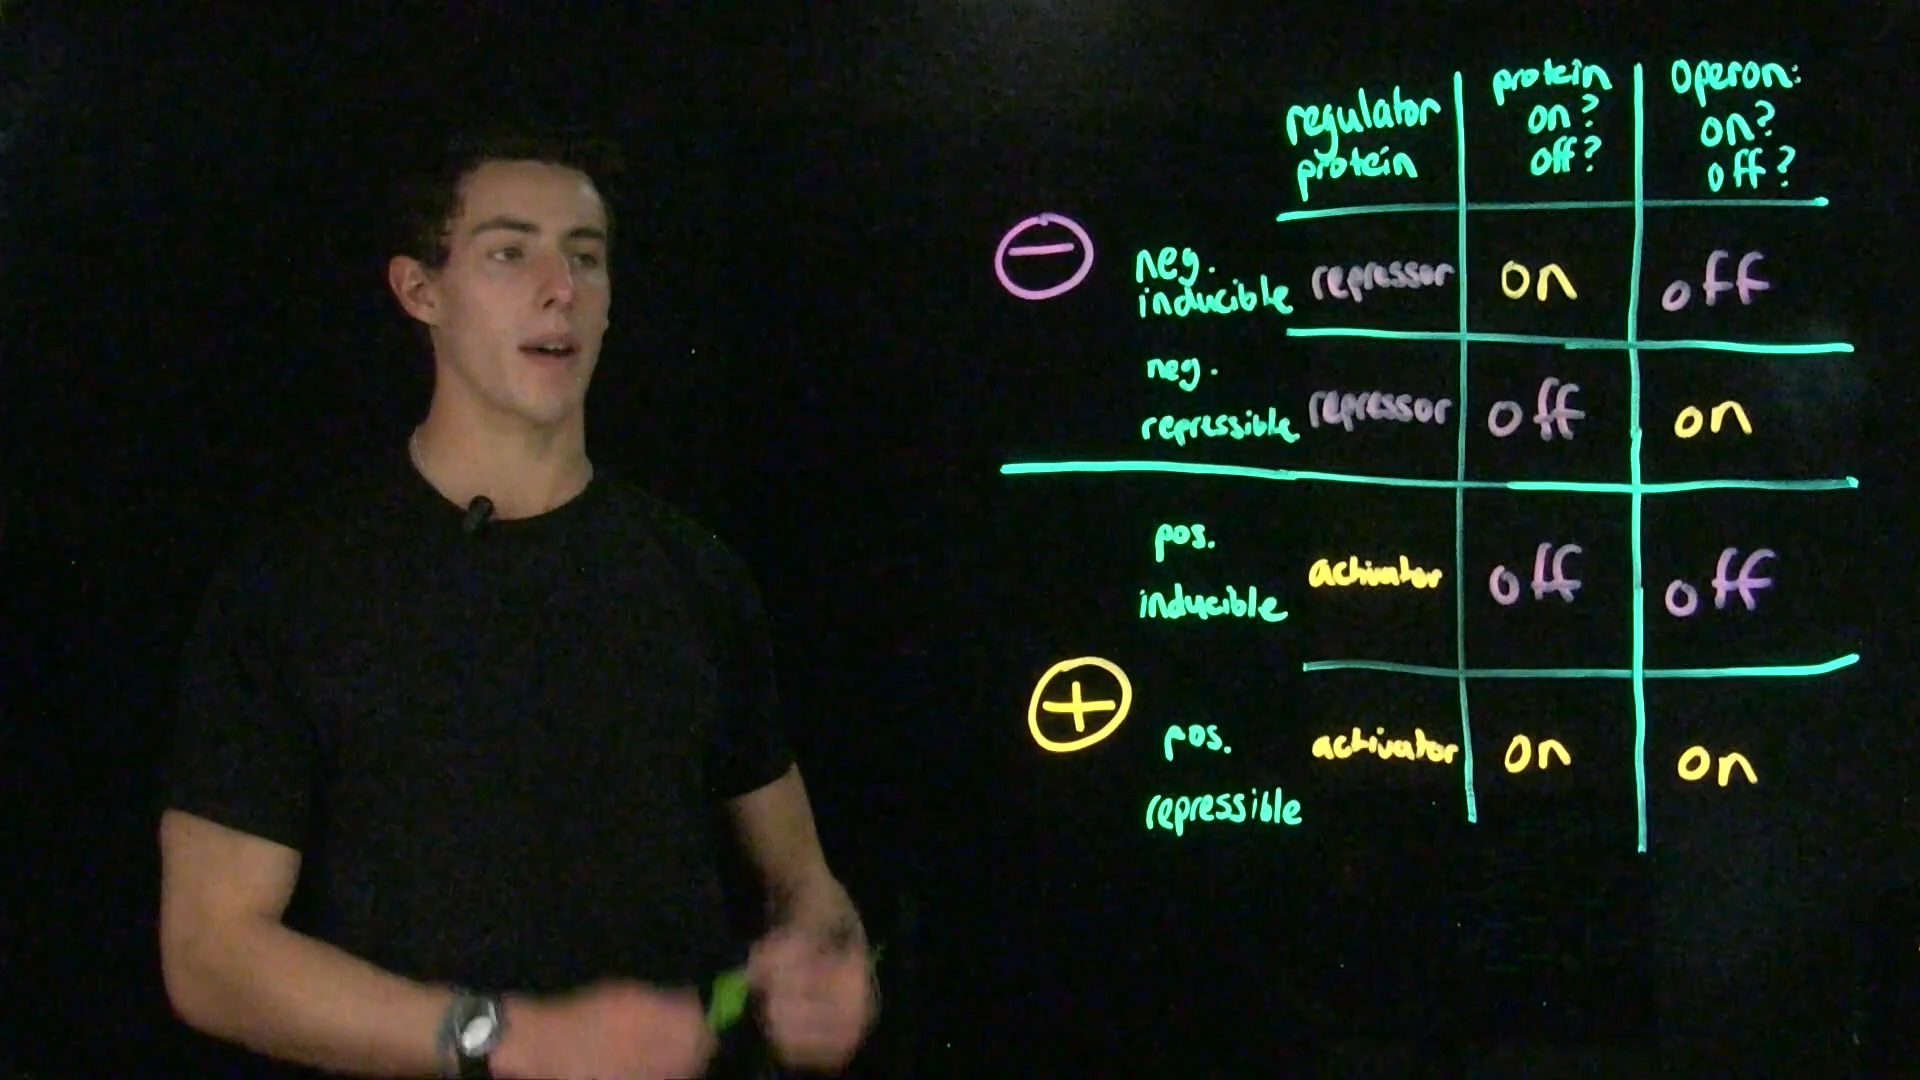 regulator
protein
protein
on?
off?
operon:
on?
off?
−
neg.
inducible
repressor
on
off
neg.
repressible
repressor
off
on
pos.
inducible
activator
off
off
+
pos.
repressible
activator
on
on